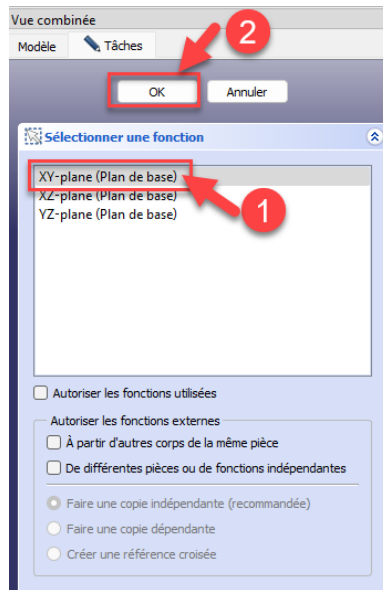 Vue combinée
Modèle Tâches
2
OK Annuler
Sélectionner une fonction
XY-plane (Plan de base)
XZ-plane (Plan de base)
YZ-plane (Plan de base)
1
Autoriser les fonctions utilisées
Autoriser les fonctions externes
À partir d'autres corps de la même pièce
De différentes pièces ou de fonctions indépendantes
Faire une copie indépendante (recommandée)
Faire une copie dépendante
Créer une référence croisée